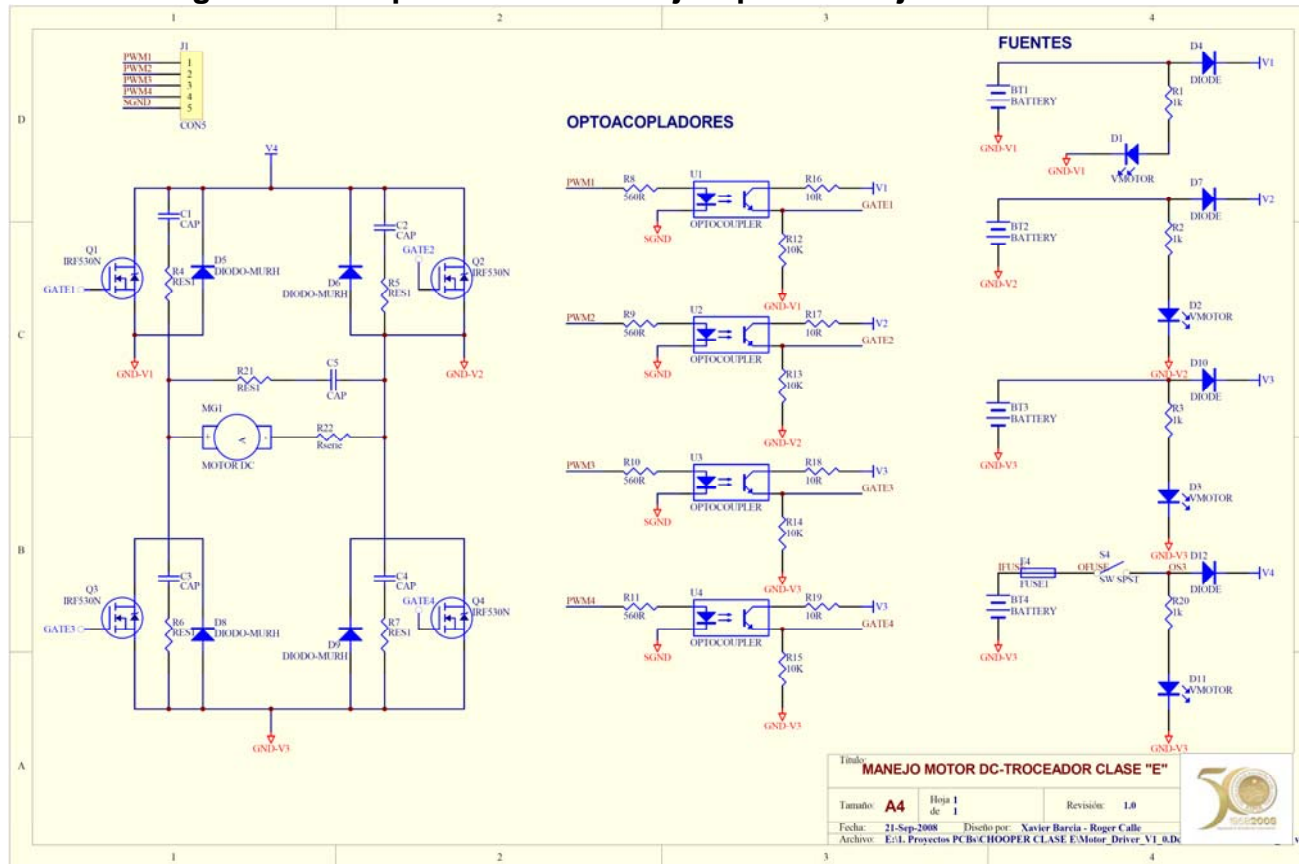 1 2 3 4
D
C
B
A
J1
PWM1 1
PWM2 2
PWM3 3
PWM4 4
SGND 5
CON5
V4
C1
CAP
C2
CAP
GATE2
Q1
IRF530N
GATE1
R4
RES1
D5
DIODO-MURH
D6
DIODO-MURH
R5
RES1
Q2
IRF530N
GND-V1
GND-V2
R21
RES1
C5
CAP
MG1
A
MOTOR DC
R22
Rserie
C3
CAP
C4
CAP
Q3
IRF530N
GATE3
R6
RES1
D8
DIODO-MURH
D9
DIODO-MURH
R7
RES1
GATE4
Q4
IRF530N
GND-V3
OPTOACOPLADORES
PWM1
R8
560R
U1
OPTOCOUPLER
SGND
R16
10R
V1
GATE1
R12
10K
GND-V1
PWM2
R9
560R
U2
OPTOCOUPLER
SGND
R17
10R
V2
GATE2
R13
10K
GND-V2
PWM3
R10
560R
U3
OPTOCOUPLER
SGND
R18
10R
V3
GATE3
R14
10K
GND-V3
PWM4
R11
560R
U4
OPTOCOUPLER
SGND
R19
10R
V3
GATE4
R15
10K
GND-V3
FUENTES
BT1
BATTERY
GND-V1
D4
DIODE
V1
R1
1k
D1
VMOTOR
GND-V1
BT2
BATTERY
GND-V2
D7
DIODE
V2
R2
1k
D2
VMOTOR
GND-V2
BT3
BATTERY
GND-V3
D10
DIODE
V3
R3
1k
D3
VMOTOR
GND-V3
IFUSE
F4
FUSE1
OFUSE
S4
SW SPST
OS3
D12
DIODE
V4
BT4
BATTERY
GND-V3
R20
1k
D11
VMOTOR
GND-V3
Título:
MANEJO MOTOR DC-TROCEADOR CLASE "E"
Tamaño: A4 Hoja 1 de 1 Revisión: 1.0
Fecha: 21-Sep-2008 Diseño por: Xavier Barcia - Roger Calle
Archivo: E:\1. Proyectos PCBs\CHOOPER CLASE E\Motor_Driver_V1_0.
50
1958 2008
1 2 3 4